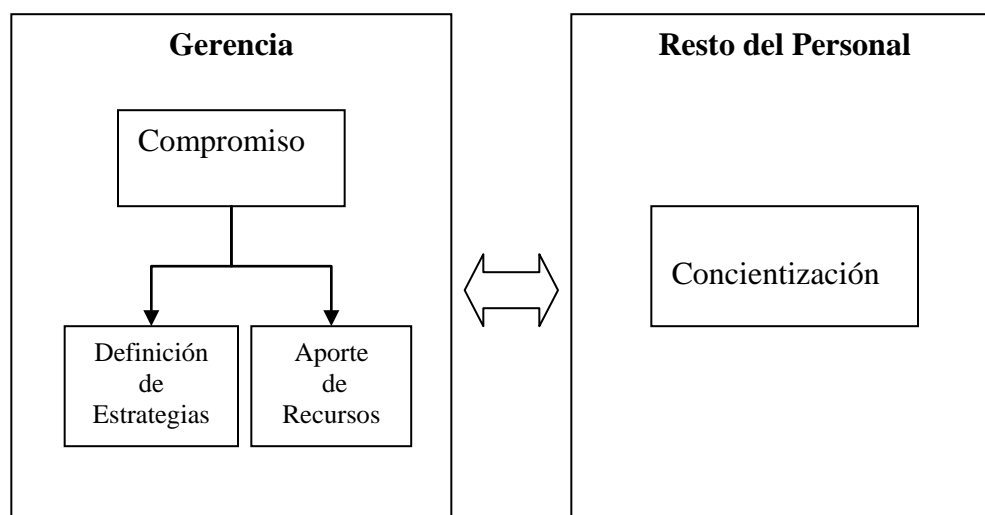 Gerencia
Compromiso
Definición
de
Estrategias
Aporte
de
Recursos
Resto del Personal
Concientización